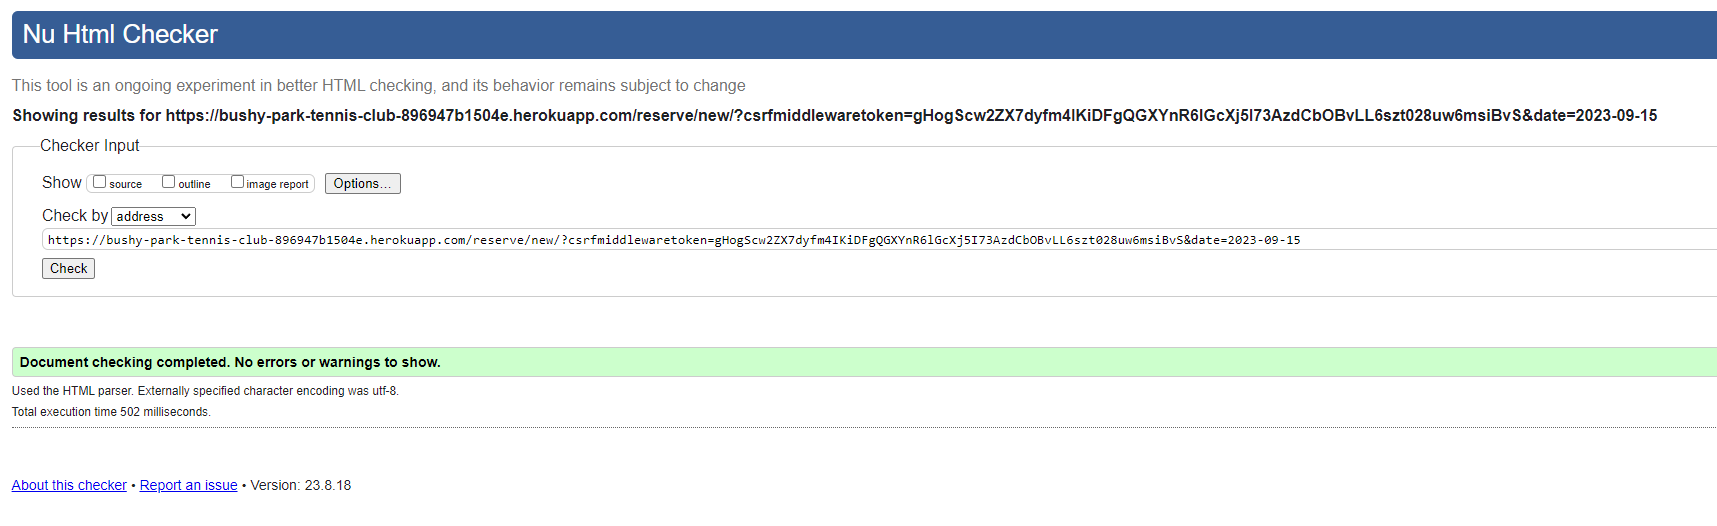 Nu Html Checker
This tool is an ongoing experiment in better HTML checking, and its behavior remains subject to change
Showing results for https://bushy-park-tennis-club-896947b1504e.herokuapp.com/reserve/new/?csrfmiddlewaretoken=gHogScw2ZX7dyfm4IKiDFgQGXYnR6lGcXj5I73AzdCbOBvLL6szt028uw6msiBvS&date=2023-09-15
Checker Input
Show source outline image report Options...
Check by address
https://bushy-park-tennis-club-896947b1504e.herokuapp.com/reserve/new/?csrfmiddlewaretoken=gHogScw2ZX7dyfm4IKiDFgQGXYnR6lGcXj5I73AzdCbOBvLL6szt028uw6msiBvS&date=2023-09-15
Check
Document checking completed. No errors or warnings to show.
Used the HTML parser. Externally specified character encoding was utf-8.
Total execution time 502 milliseconds.
About this checker • Report an issue • Version: 23.8.18